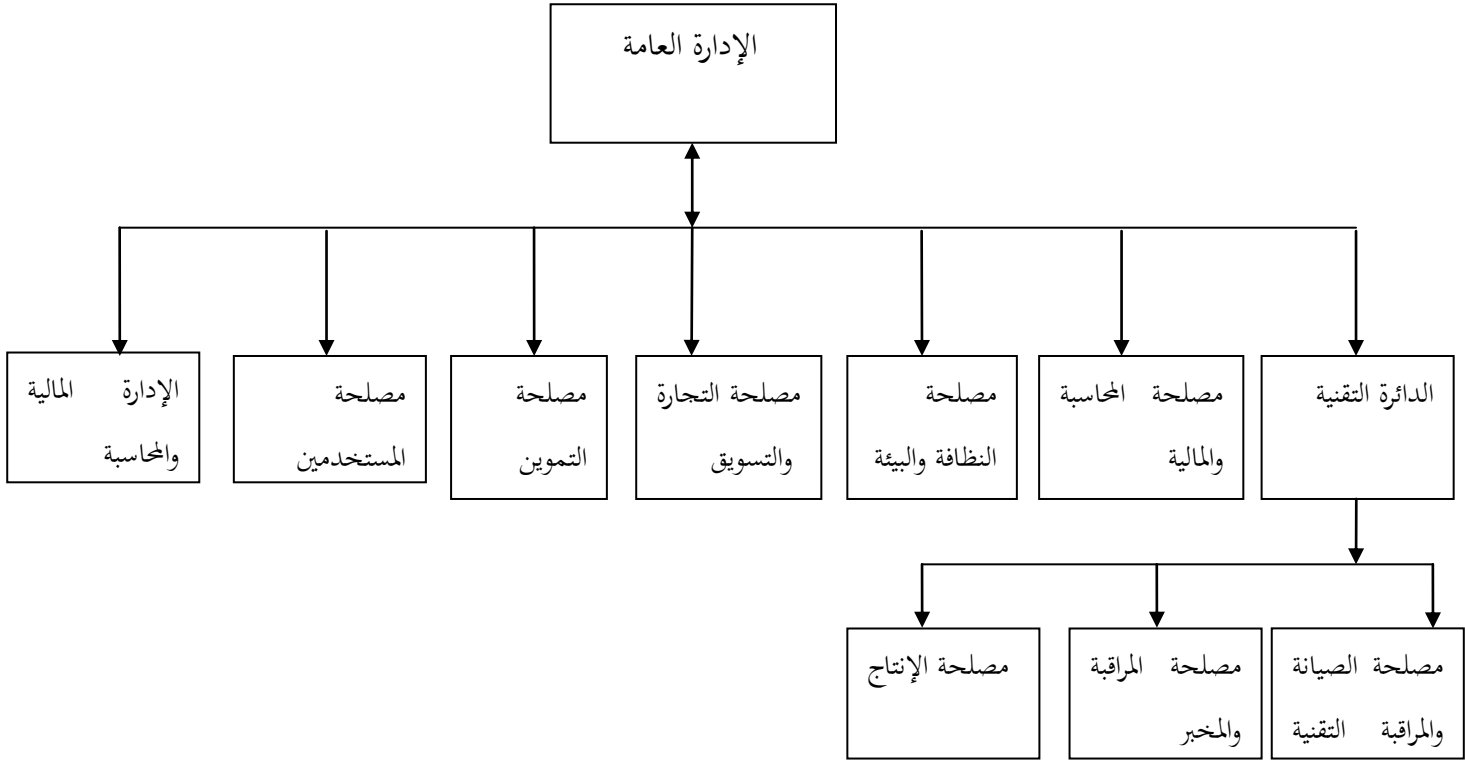 الإدارة العامة
الدائرة التقنية
مصلحة المحاسبة
والمالية
مصلحة
النظافة والبيئة
مصلحة التجارة
والتسويق
مصلحة
التموين
مصلحة
المستخدمين
الإدارة المالية
والمحاسبة
مصلحة الصيانة
والمراقبة التقنية
مصلحة المراقبة
والمخبر
مصلحة الإنتاج